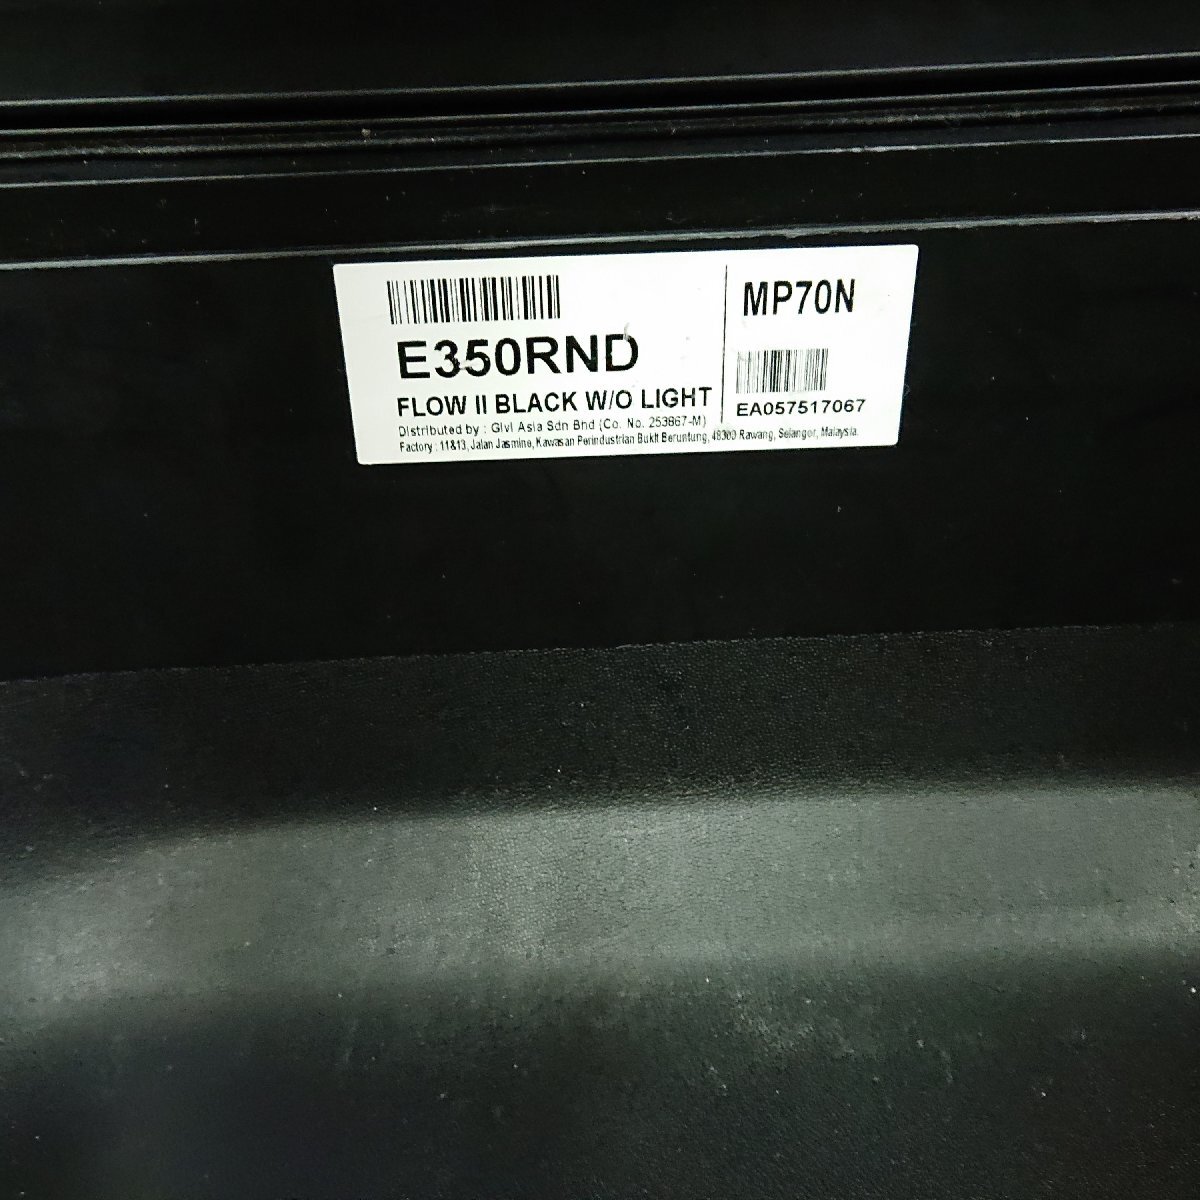 E350RND
FLOW II BLACK W/O LIGHT
Distributed by : Givi Asia Sdn Bnd (Co. No. 253867-M)
Factory : 11&13, Jalan Jasmine, Kawasan Perindustrian Bukit Beruntung, 48300 Rawang, Selangor, Malaysia.
MP70N
EA057517067